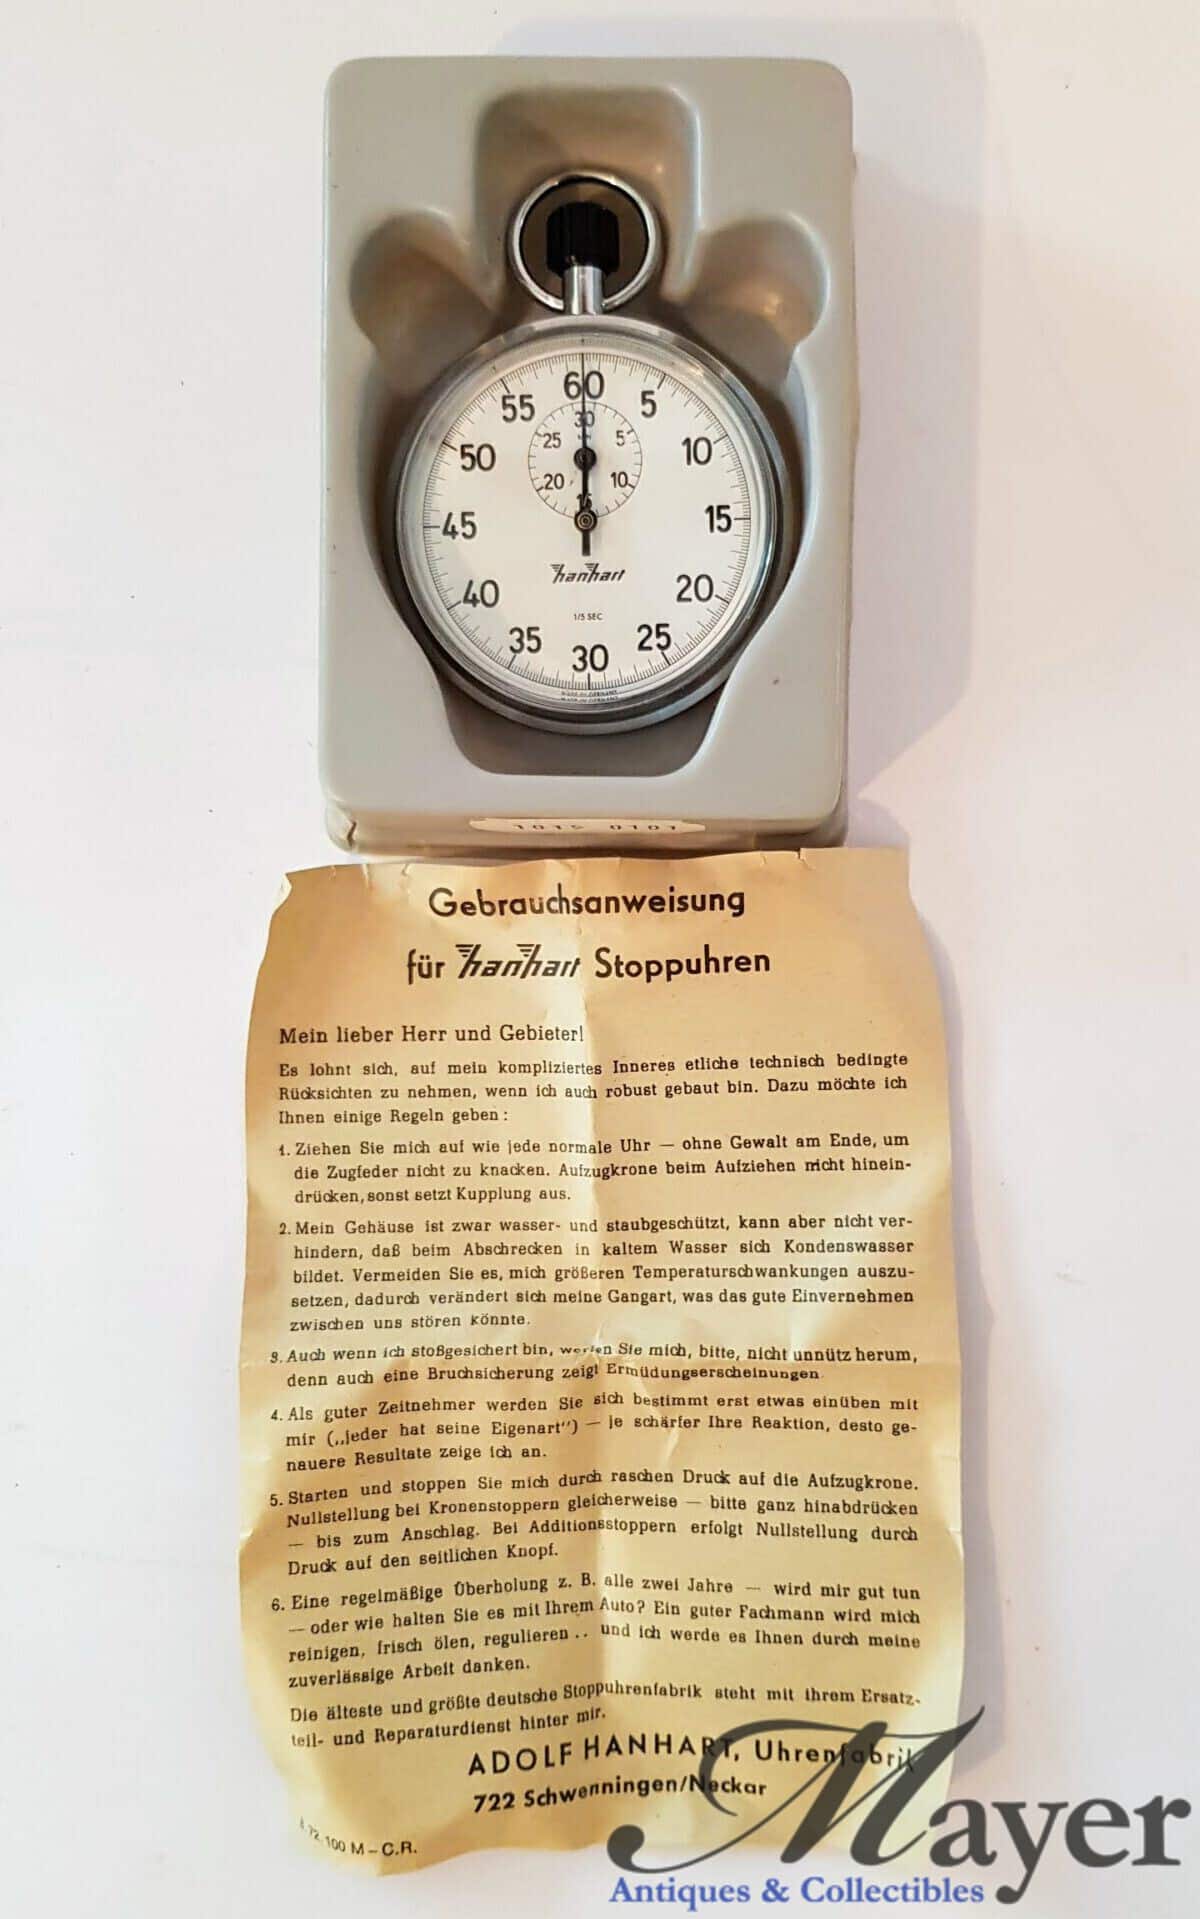 60
55
5
50
10
45
15
40
20
35
25
30
30
25
5
20
10
15
hanhart
1/5 SEC
MADE IN GERMANY
1015 0101
Gebrauchsanweisung
für hanhart Stoppuhren
Mein lieber Herr und Gebieter!
Es lohnt sich, auf mein kompliziertes Inneres etliche technisch bedingte
Rücksichten zu nehmen, wenn ich auch robust gebaut bin. Dazu möchte ich
Ihnen einige Regeln geben:
1. Ziehen Sie mich auf wie jede normale Uhr — ohne Gewalt am Ende, um
die Zugfeder nicht zu knacken. Aufzugkrone beim Aufziehen nicht hinein-
drücken, sonst setzt Kupplung aus.
2. Mein Gehäuse ist zwar wasser- und staubgeschützt, kann aber nicht ver-
hindern, daß beim Abschrecken in kaltem Wasser sich Kondenswasser
bildet. Vermeiden Sie es, mich größeren Temperaturschwankungen auszu-
setzen, dadurch verändert sich meine Gangart, was das gute Einvernehmen
zwischen uns stören könnte.
3. Auch wenn ich stoßgesichert bin, werfen Sie mich, bitte, nicht unnütz herum,
denn auch eine Bruchsicherung zeigt Ermüdungserscheinungen.
4. Als guter Zeitnehmer werden Sie sich bestimmt erst etwas einüben mit
mir („jeder hat seine Eigenart") — je schärfer Ihre Reaktion, desto ge-
nauere Resultate zeige ich an.
5. Starten und stoppen Sie mich durch raschen Druck auf die Aufzugkrone.
Nullstellung bei Kronenstoppern gleicherweise — bitte ganz hinabdrücken
— bis zum Anschlag. Bei Additionsstoppern erfolgt Nullstellung durch
Druck auf den seitlichen Knopf.
6. Eine regelmäßige Überholung z. B. alle zwei Jahre — wird mir gut tun
— oder wie halten Sie es mit Ihrem Auto? Ein guter Fachmann wird mich
reinigen, frisch ölen, regulieren .. und ich werde es Ihnen durch meine
zuverlässige Arbeit danken.
Die älteste und größte deutsche Stoppuhrenfabrik steht mit ihrem Ersatz-
teil- und Reparaturdienst hinter mir.
ADOLF HANHART, Uhrenfabrik
722 Schwenningen/Neckar
72. 100 M – C.R.
Mayer
Antiques & Collectibles